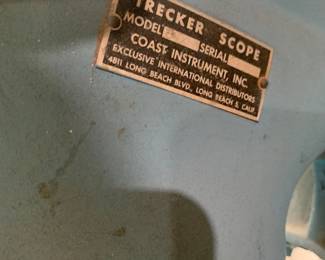 TRECKER SCOPE
MODEL SERIAL
COAST INSTRUMENT, INC.
EXCLUSIVE INTERNATIONAL DISTRIBUTORS
4811 LONG BEACH BLVD., LONG BEACH 5, CALIF.